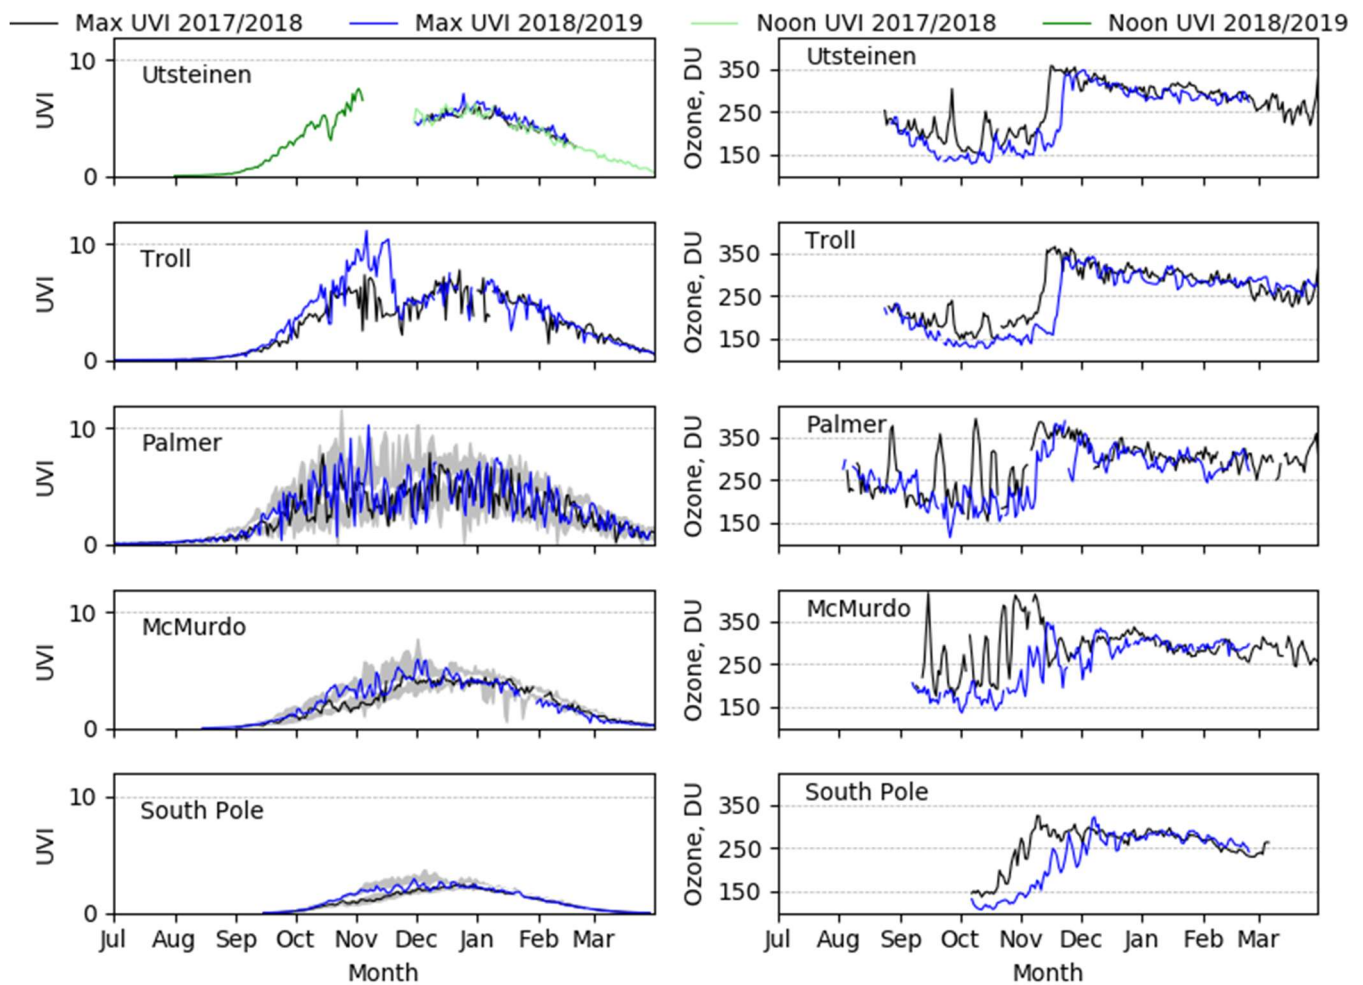 Max UVI 2017/2018 Max UVI 2018/2019 Noon UVI 2017/2018 Noon UVI 2018/2019
Utsteinen
10
0
UVI
Utsteinen
350
250
150
Ozone, DU
Troll
10
0
UVI
Troll
350
250
150
Ozone, DU
Palmer
10
0
UVI
Palmer
350
250
150
Ozone, DU
McMurdo
10
0
UVI
McMurdo
350
250
150
Ozone, DU
South Pole
10
0
UVI
South Pole
350
250
150
Ozone, DU
Jul Aug Sep Oct Nov Dec Jan Feb Mar
Month
Jul Aug Sep Oct Nov Dec Jan Feb Mar
Month